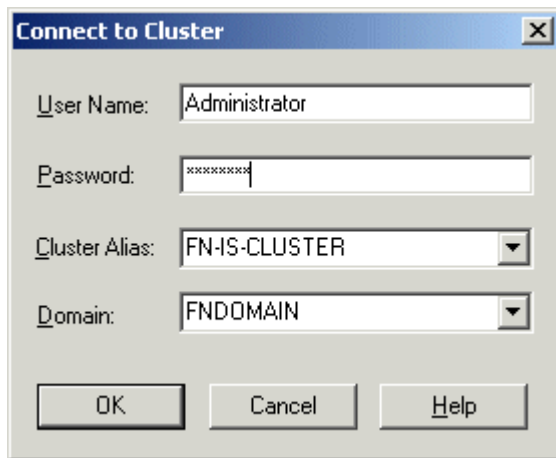 Connect to Cluster
User Name: Administrator
Password: ********
Cluster Alias: FN-IS-CLUSTER
Domain: FNDOMAIN
OK Cancel Help